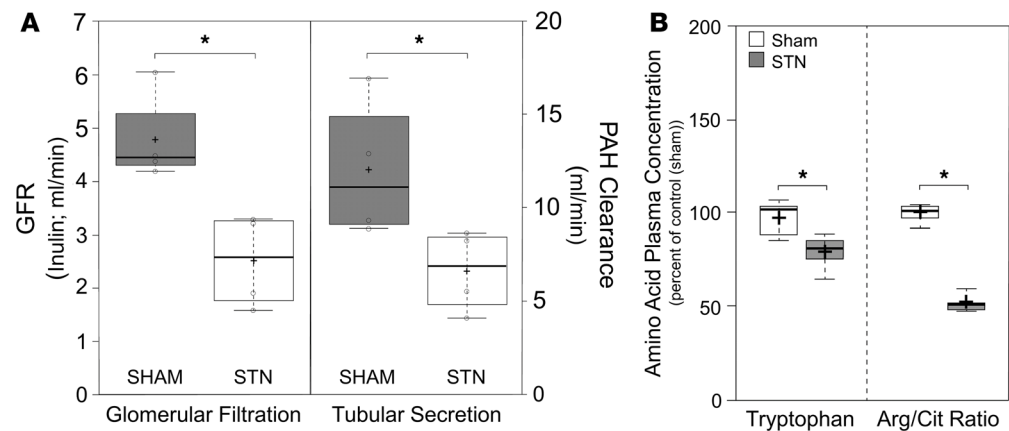 A
GFR
(Inulin; ml/min)
7
6
5
4
3
2
1
0
*
*
SHAM
STN
SHAM
STN
Glomerular Filtration
Tubular Secretion
20
15
10
5
0
PAH Clearance
(ml/min)
B
Amino Acid Plasma Concentration
(percent of control (sham))
200
150
100
50
0
Sham
STN
*
*
Tryptophan
Arg/Cit Ratio